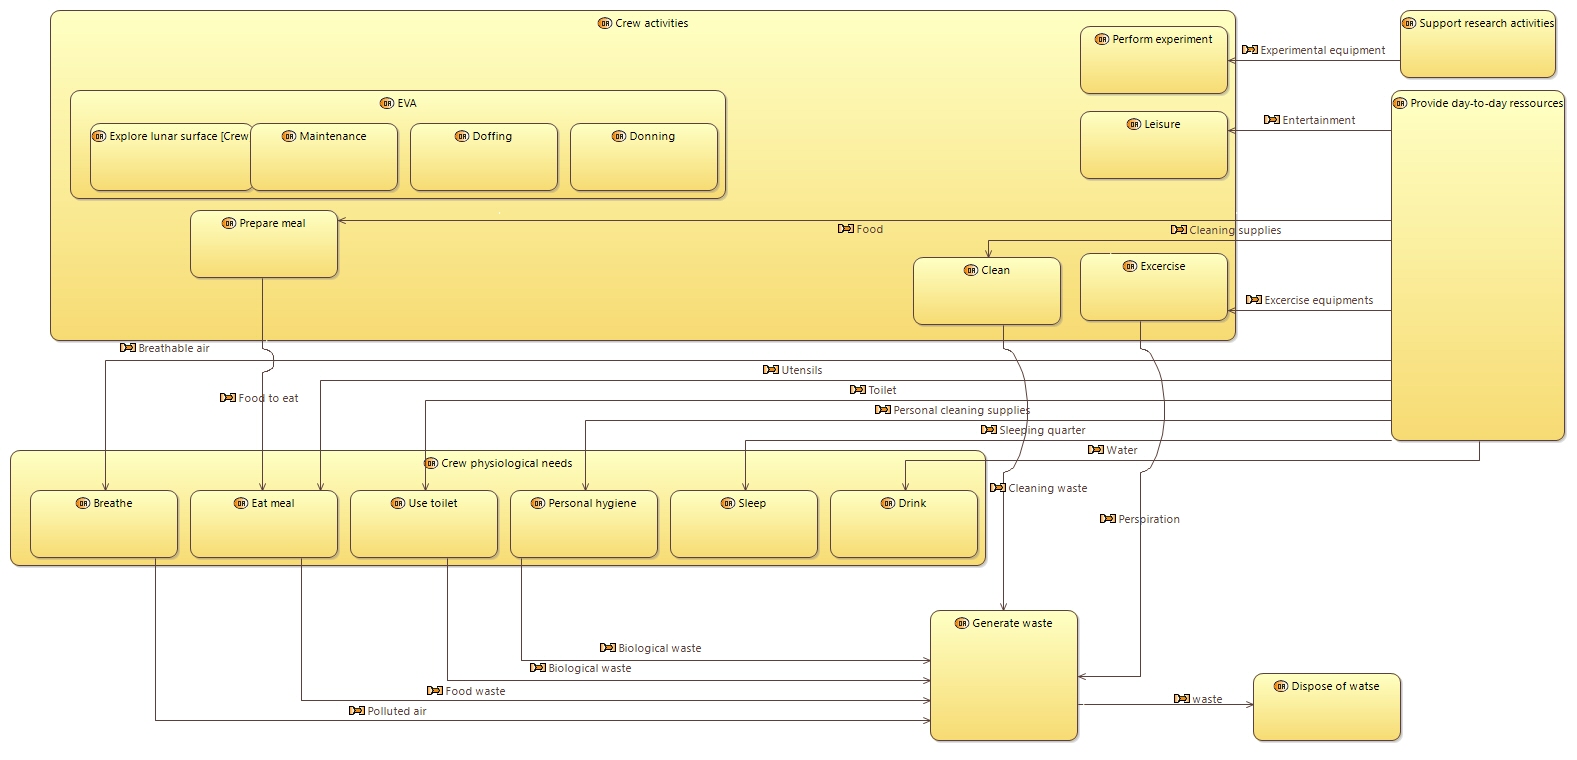 Crew activities
Support research activities
Perform experiment
Experimental equipment
EVA
Provide day-to-day ressources
Explore lunar surface [Crew
Maintenance
Doffing
Donning
Leisure
Entertainment
Prepare meal
Food
Cleaning supplies
Clean
Excercise
Excercise equipments
Breathable air
Utensils
Toilet
Food to eat
Personal cleaning supplies
Sleeping quarter
Water
Crew physiological needs
Cleaning waste
Breathe
Eat meal
Use toilet
Personal hygiene
Sleep
Drink
Perspiration
Generate waste
Biological waste
Biological waste
Food waste
Polluted air
waste
Dispose of watse